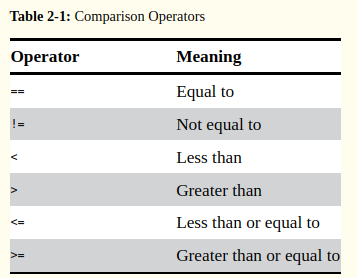 Table 2-1: Comparison Operators
Operator Meaning
== Equal to
!= Not equal to
< Less than
> Greater than
<= Less than or equal to
>= Greater than or equal to